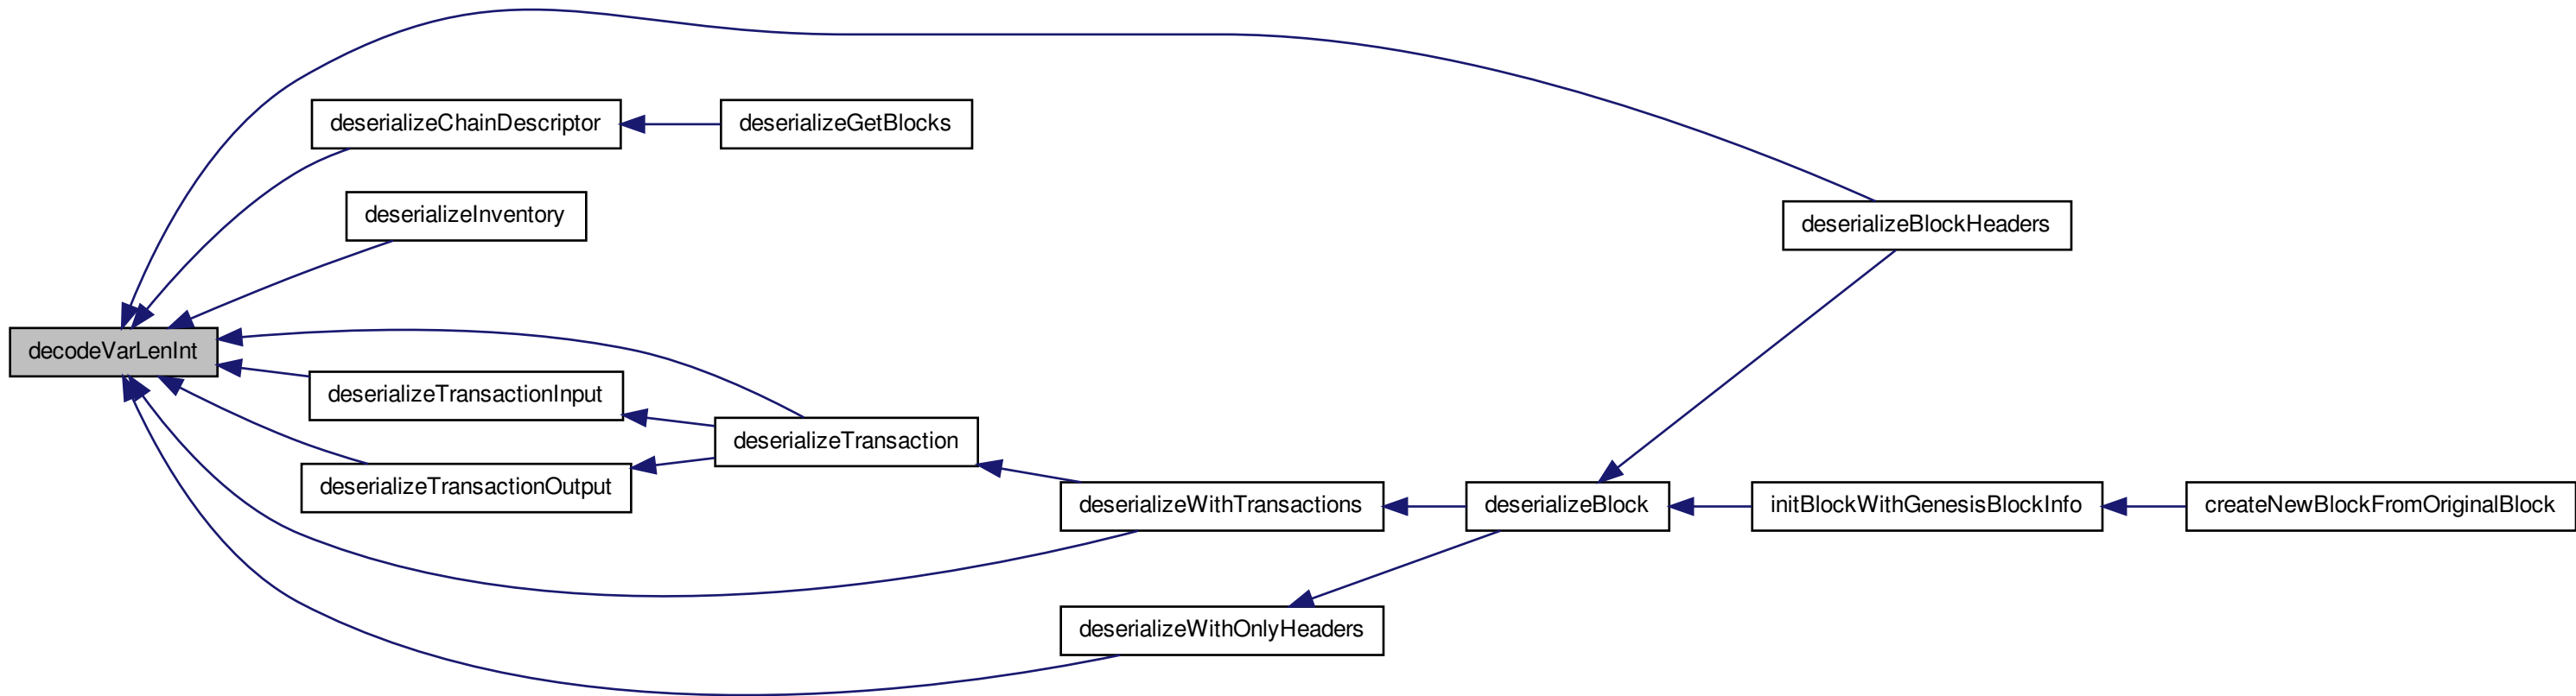 deserializeChainDescriptor
deserializeGetBlocks
deserializeInventory
deserializeBlockHeaders
decodeVarLenInt
deserializeTransactionInput
deserializeTransaction
deserializeTransactionOutput
deserializeWithTransactions
deserializeBlock
initBlockWithGenesisBlockInfo
createNewBlockFromOriginalBlock
deserializeWithOnlyHeaders